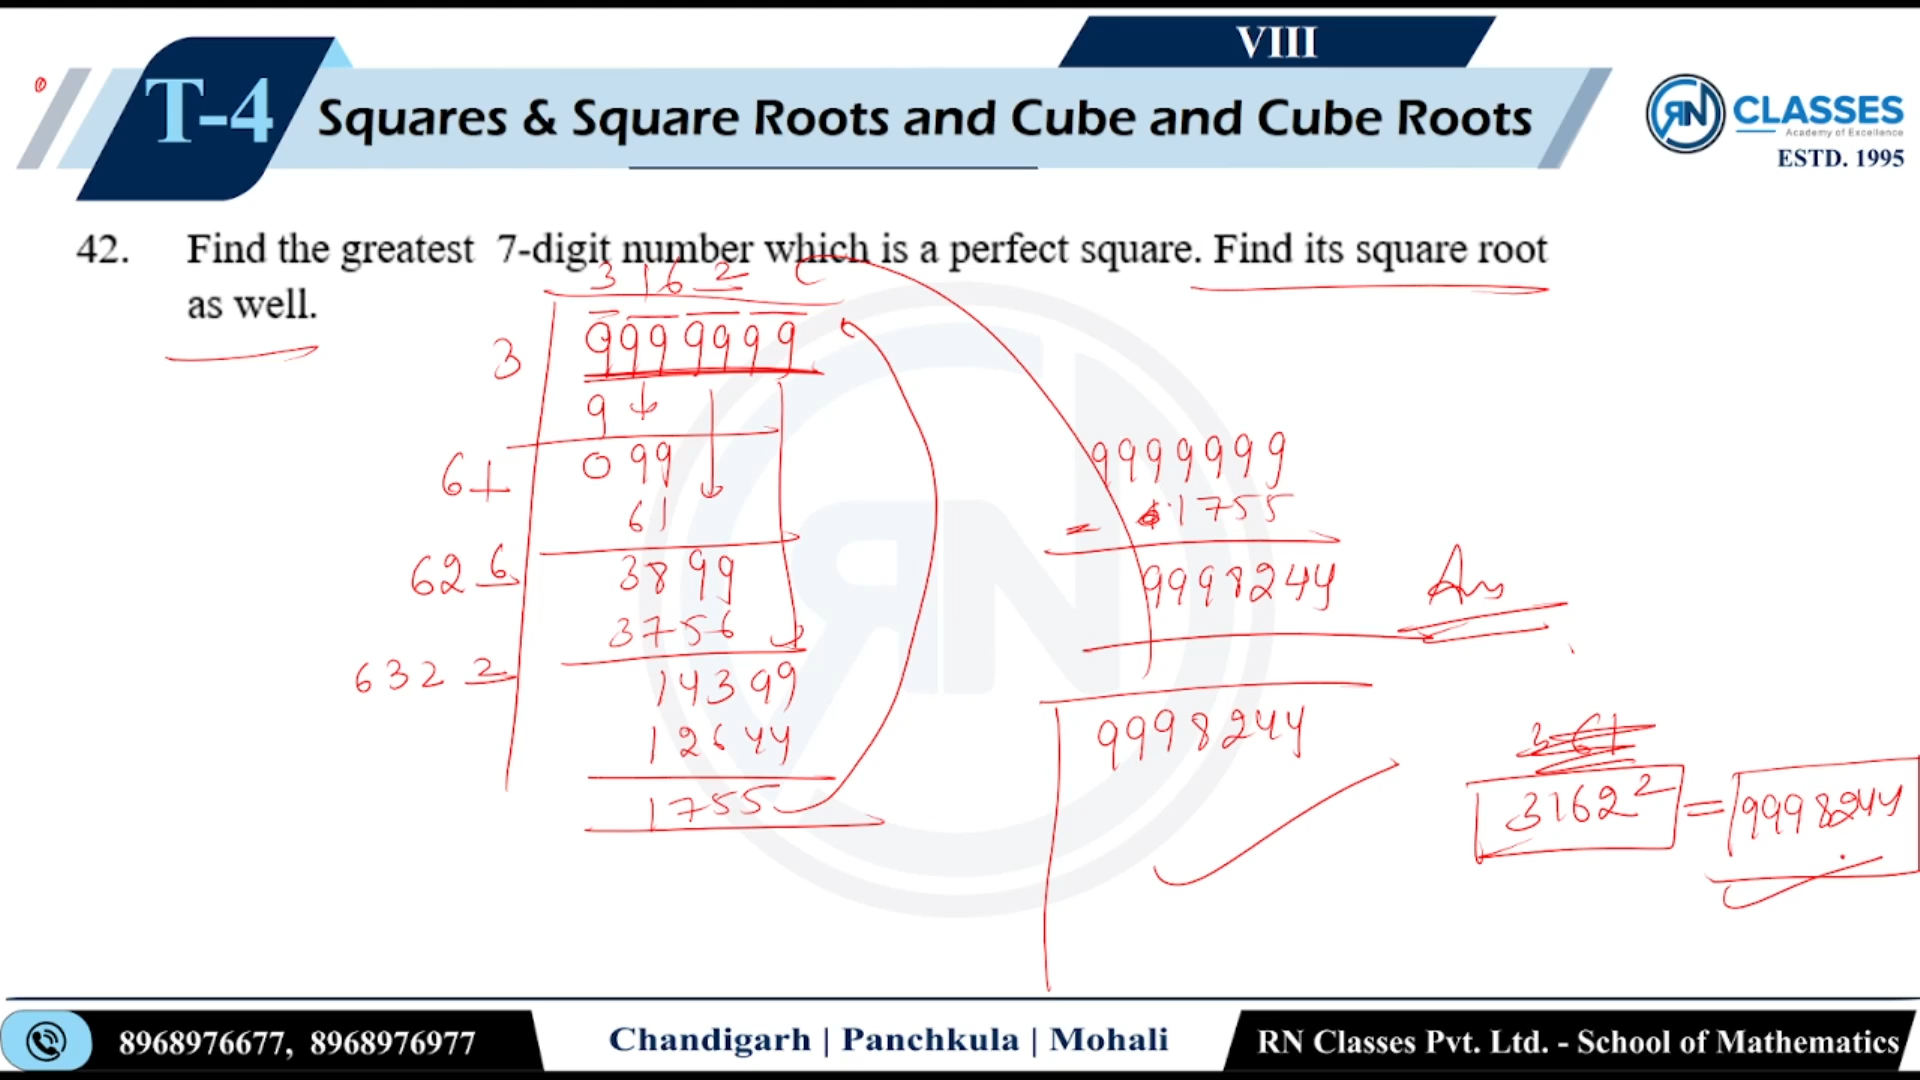 VIII
T-4
Squares & Square Roots and Cube and Cube Roots
RN CLASSES
Academy of Excellence
ESTD. 1995
42. Find the greatest 7-digit number which is a perfect square. Find its square root
as well.
3162
3 9999999
9
61 099
61
626 3899
3756
6322 14399
12644
1755
9999999
- 1755
9998244 Ans
9998244
3162² = 9998244
8968976677, 8968976977
Chandigarh | Panchkula | Mohali
RN Classes Pvt. Ltd. - School of Mathematics